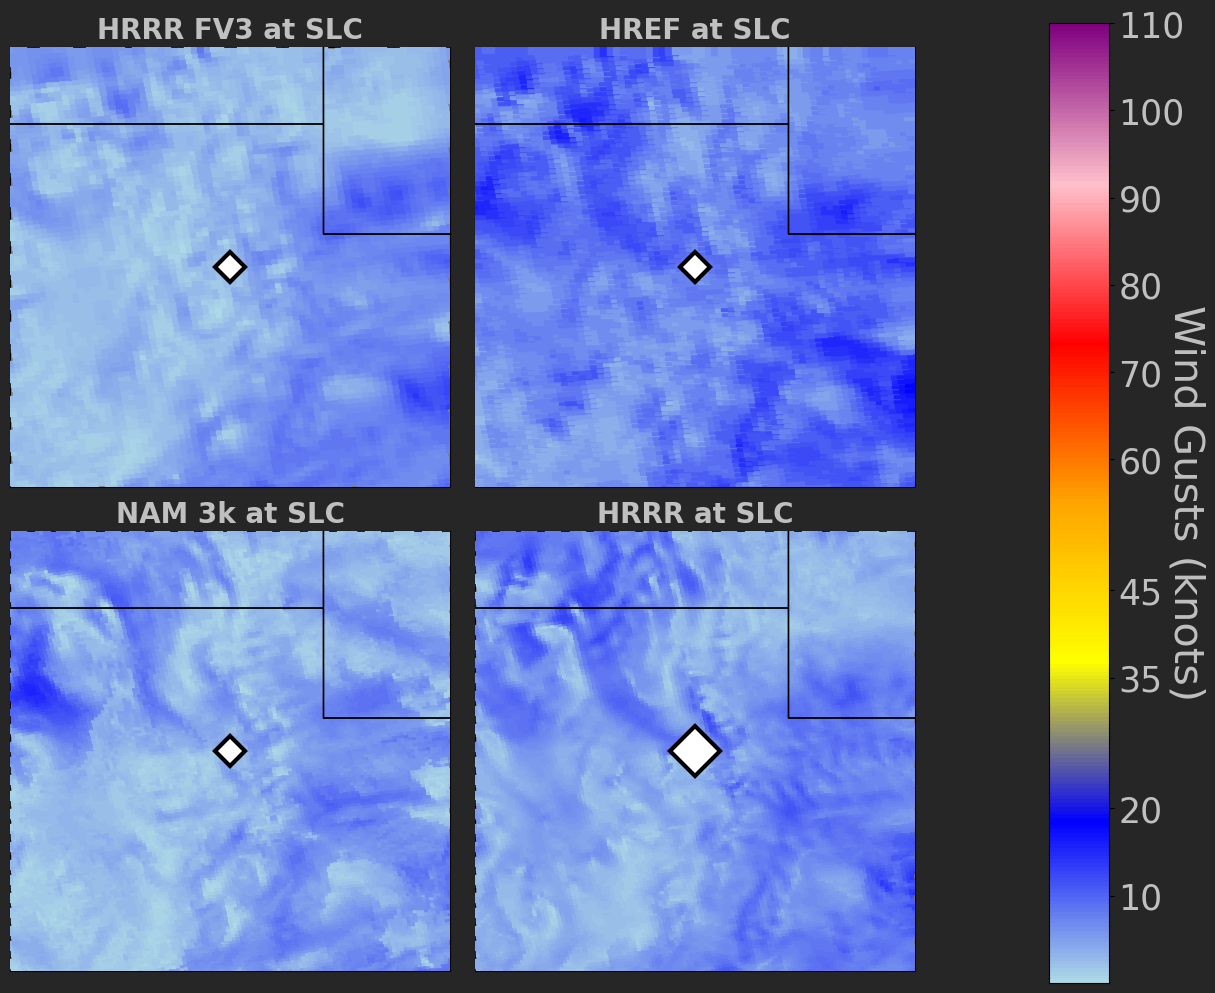 HRRR FV3 at SLC
HREF at SLC
NAM 3k at SLC
HRRR at SLC
110
100
90
80
70
60
45
35
20
10
Wind Gusts (knots)